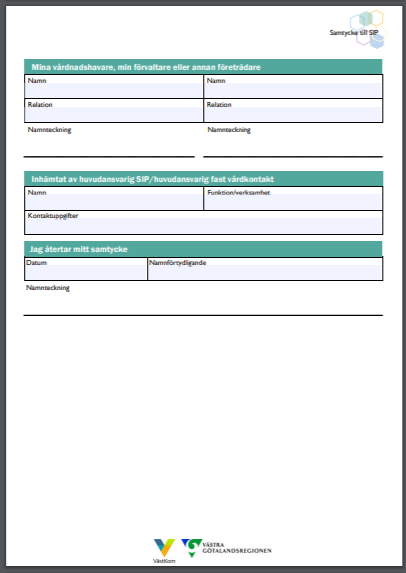 Samtycke till SIP
Mina vårdnadshavare, min förvaltare eller annan företrädare
Namn Namn
Relation Relation
Namnteckning Namnteckning
Inhämtat av huvudansvarig SIP/huvudansvarig fast vårdkontakt
Namn Funktion/verksamhet
Kontaktuppgifter
Jag återtar mitt samtycke
Datum Namnförtydligande
Namnteckning
VästKom
VÄSTRA
GÖTALANDSREGIONEN